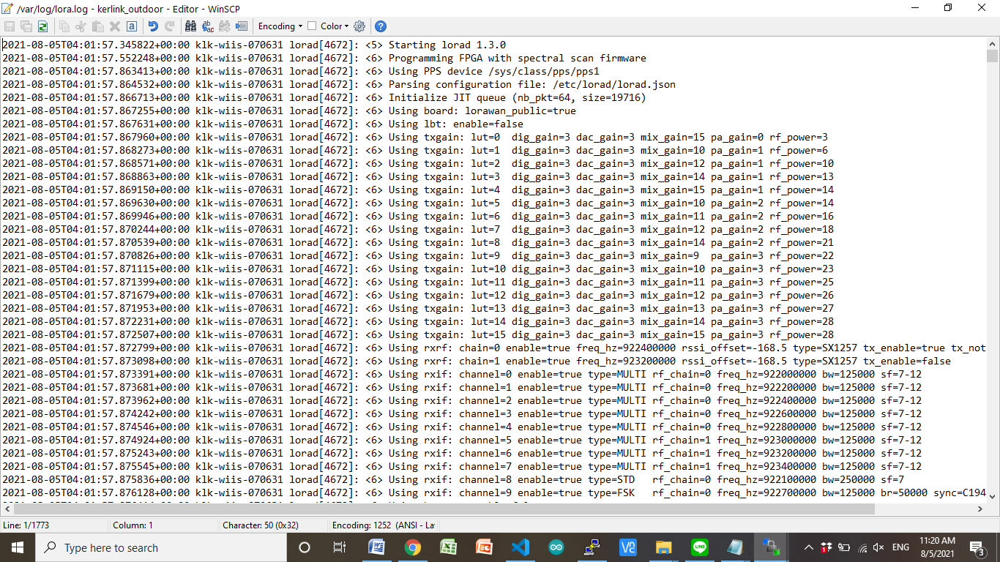 /var/log/lora.log - kerlink_outdoor - Editor - WinSCP
Encoding Color
2021-08-05T04:01:57.345822+00:00 klk-wiis-070631 lorad[4672]: <5> Starting lorad 1.3.0
2021-08-05T04:01:57.552248+00:00 klk-wiis-070631 lorad[4672]: <6> Programming FPGA with spectral scan firmware
2021-08-05T04:01:57.863413+00:00 klk-wiis-070631 lorad[4672]: <6> Using PPS device /sys/class/pps/pps1
2021-08-05T04:01:57.864532+00:00 klk-wiis-070631 lorad[4672]: <6> Parsing configuration file: /etc/lorad/lorad.json
2021-08-05T04:01:57.866713+00:00 klk-wiis-070631 lorad[4672]: <6> Initialize JIT queue (nb_pkt=64, size=19716)
2021-08-05T04:01:57.867255+00:00 klk-wiis-070631 lorad[4672]: <6> Using board: lorawan_public=true
2021-08-05T04:01:57.867631+00:00 klk-wiis-070631 lorad[4672]: <6> Using lbt: enable=false
2021-08-05T04:01:57.867960+00:00 klk-wiis-070631 lorad[4672]: <6> Using txgain: lut=0  dig_gain=3 dac_gain=3 mix_gain=15 pa_gain=0 rf_power=3
2021-08-05T04:01:57.868273+00:00 klk-wiis-070631 lorad[4672]: <6> Using txgain: lut=1  dig_gain=3 dac_gain=3 mix_gain=10 pa_gain=1 rf_power=6
2021-08-05T04:01:57.868571+00:00 klk-wiis-070631 lorad[4672]: <6> Using txgain: lut=2  dig_gain=3 dac_gain=3 mix_gain=12 pa_gain=1 rf_power=10
2021-08-05T04:01:57.868863+00:00 klk-wiis-070631 lorad[4672]: <6> Using txgain: lut=3  dig_gain=3 dac_gain=3 mix_gain=14 pa_gain=1 rf_power=13
2021-08-05T04:01:57.869150+00:00 klk-wiis-070631 lorad[4672]: <6> Using txgain: lut=4  dig_gain=3 dac_gain=3 mix_gain=15 pa_gain=1 rf_power=14
2021-08-05T04:01:57.869630+00:00 klk-wiis-070631 lorad[4672]: <6> Using txgain: lut=5  dig_gain=3 dac_gain=3 mix_gain=10 pa_gain=2 rf_power=14
2021-08-05T04:01:57.869946+00:00 klk-wiis-070631 lorad[4672]: <6> Using txgain: lut=6  dig_gain=3 dac_gain=3 mix_gain=11 pa_gain=2 rf_power=16
2021-08-05T04:01:57.870244+00:00 klk-wiis-070631 lorad[4672]: <6> Using txgain: lut=7  dig_gain=3 dac_gain=3 mix_gain=12 pa_gain=2 rf_power=18
2021-08-05T04:01:57.870539+00:00 klk-wiis-070631 lorad[4672]: <6> Using txgain: lut=8  dig_gain=3 dac_gain=3 mix_gain=14 pa_gain=2 rf_power=21
2021-08-05T04:01:57.870826+00:00 klk-wiis-070631 lorad[4672]: <6> Using txgain: lut=9  dig_gain=3 dac_gain=3 mix_gain=9  pa_gain=3 rf_power=22
2021-08-05T04:01:57.871115+00:00 klk-wiis-070631 lorad[4672]: <6> Using txgain: lut=10 dig_gain=3 dac_gain=3 mix_gain=10 pa_gain=3 rf_power=23
2021-08-05T04:01:57.871399+00:00 klk-wiis-070631 lorad[4672]: <6> Using txgain: lut=11 dig_gain=3 dac_gain=3 mix_gain=11 pa_gain=3 rf_power=25
2021-08-05T04:01:57.871679+00:00 klk-wiis-070631 lorad[4672]: <6> Using txgain: lut=12 dig_gain=3 dac_gain=3 mix_gain=12 pa_gain=3 rf_power=26
2021-08-05T04:01:57.871953+00:00 klk-wiis-070631 lorad[4672]: <6> Using txgain: lut=13 dig_gain=3 dac_gain=3 mix_gain=13 pa_gain=3 rf_power=27
2021-08-05T04:01:57.872231+00:00 klk-wiis-070631 lorad[4672]: <6> Using txgain: lut=14 dig_gain=3 dac_gain=3 mix_gain=14 pa_gain=3 rf_power=28
2021-08-05T04:01:57.872507+00:00 klk-wiis-070631 lorad[4672]: <6> Using txgain: lut=15 dig_gain=3 dac_gain=3 mix_gain=15 pa_gain=3 rf_power=28
2021-08-05T04:01:57.872799+00:00 klk-wiis-070631 lorad[4672]: <6> Using rxrf: chain=0 enable=true freq_hz=922400000 rssi_offset=-168.5 type=SX1257 tx_enable=true tx_not
2021-08-05T04:01:57.873098+00:00 klk-wiis-070631 lorad[4672]: <6> Using rxrf: chain=1 enable=true freq_hz=923200000 rssi_offset=-168.5 type=SX1257 tx_enable=false
2021-08-05T04:01:57.873391+00:00 klk-wiis-070631 lorad[4672]: <6> Using rxif: channel=0 enable=true type=MULTI rf_chain=0 freq_hz=922000000 bw=125000 sf=7-12
2021-08-05T04:01:57.873681+00:00 klk-wiis-070631 lorad[4672]: <6> Using rxif: channel=1 enable=true type=MULTI rf_chain=0 freq_hz=922200000 bw=125000 sf=7-12
2021-08-05T04:01:57.873962+00:00 klk-wiis-070631 lorad[4672]: <6> Using rxif: channel=2 enable=true type=MULTI rf_chain=0 freq_hz=922400000 bw=125000 sf=7-12
2021-08-05T04:01:57.874242+00:00 klk-wiis-070631 lorad[4672]: <6> Using rxif: channel=3 enable=true type=MULTI rf_chain=0 freq_hz=922600000 bw=125000 sf=7-12
2021-08-05T04:01:57.874546+00:00 klk-wiis-070631 lorad[4672]: <6> Using rxif: channel=4 enable=true type=MULTI rf_chain=0 freq_hz=922800000 bw=125000 sf=7-12
2021-08-05T04:01:57.874924+00:00 klk-wiis-070631 lorad[4672]: <6> Using rxif: channel=5 enable=true type=MULTI rf_chain=1 freq_hz=923000000 bw=125000 sf=7-12
2021-08-05T04:01:57.875243+00:00 klk-wiis-070631 lorad[4672]: <6> Using rxif: channel=6 enable=true type=MULTI rf_chain=1 freq_hz=923200000 bw=125000 sf=7-12
2021-08-05T04:01:57.875545+00:00 klk-wiis-070631 lorad[4672]: <6> Using rxif: channel=7 enable=true type=MULTI rf_chain=1 freq_hz=923400000 bw=125000 sf=7-12
2021-08-05T04:01:57.875836+00:00 klk-wiis-070631 lorad[4672]: <6> Using rxif: channel=8 enable=true type=STD   rf_chain=0 freq_hz=922100000 bw=250000 sf=7
2021-08-05T04:01:57.876128+00:00 klk-wiis-070631 lorad[4672]: <6> Using rxif: channel=9 enable=true type=FSK   rf_chain=0 freq_hz=922700000 bw=125000 br=50000 sync=C194
Line: 1/1773 Column: 1 Character: 50 (0x32) Encoding: 1252 (ANSI - La
Type here to search
ENG
11:20 AM
8/5/2021
3